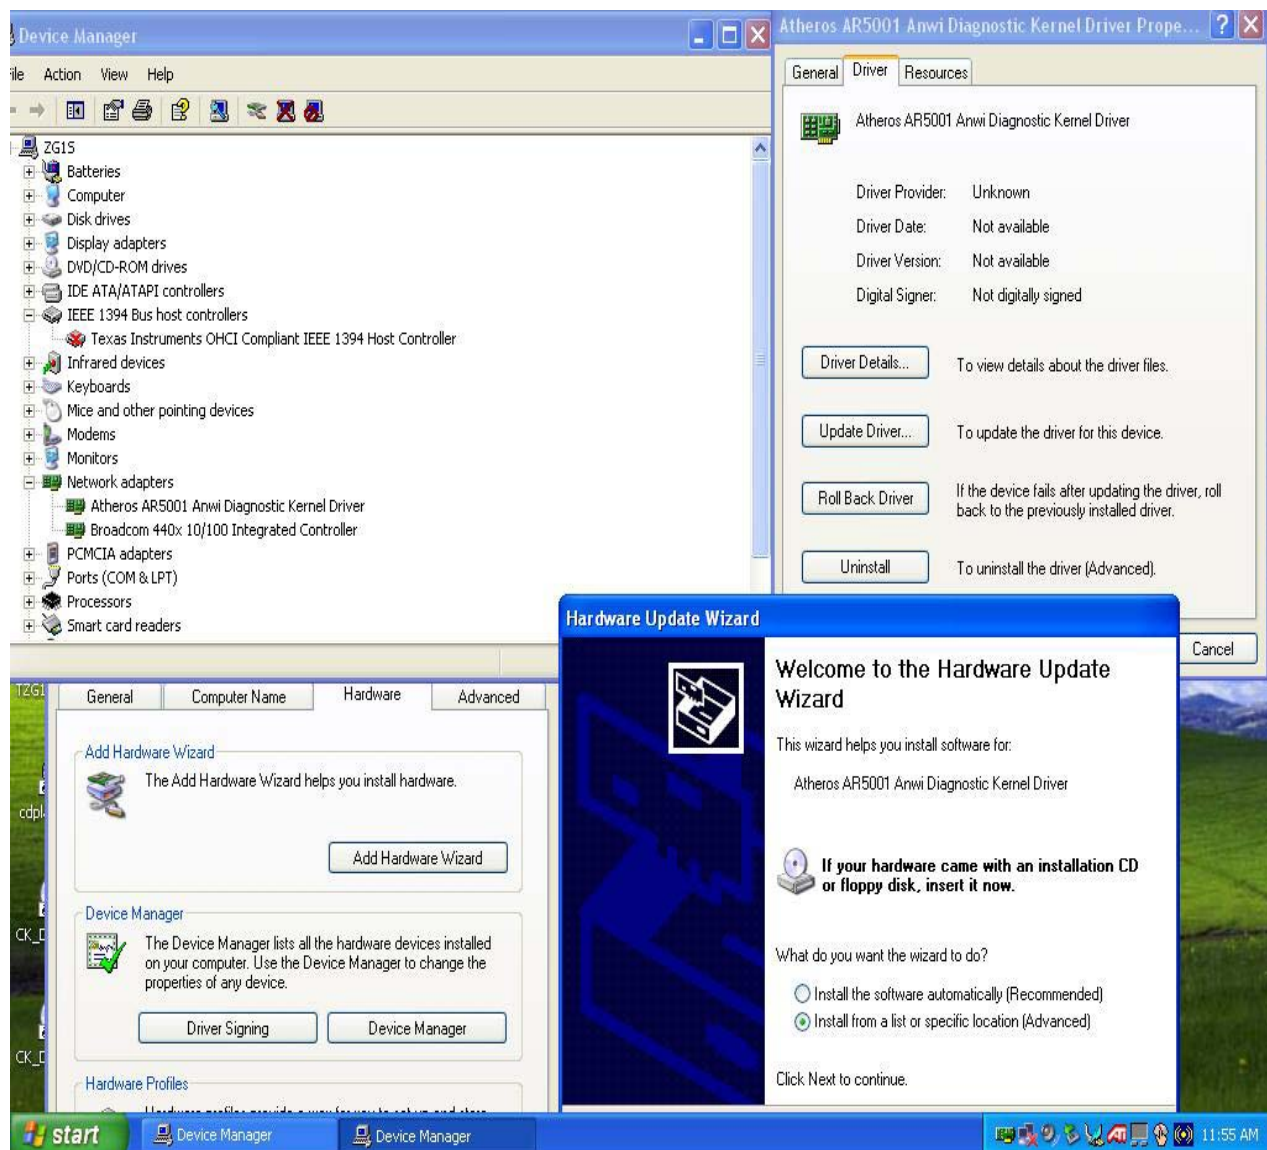 Device Manager
File Action View Help
ZG15
Batteries
Computer
Disk drives
Display adapters
DVD/CD-ROM drives
IDE ATA/ATAPI controllers
IEEE 1394 Bus host controllers
Texas Instruments OHCI Compliant IEEE 1394 Host Controller
Infrared devices
Keyboards
Mice and other pointing devices
Modems
Monitors
Network adapters
Atheros AR5001 Anwi Diagnostic Kernel Driver
Broadcom 440x 10/100 Integrated Controller
PCMCIA adapters
Ports (COM & LPT)
Processors
Smart card readers
Atheros AR5001 Anwi Diagnostic Kernel Driver Prope...
General Driver Resources
Atheros AR5001 Anwi Diagnostic Kernel Driver
Driver Provider: Unknown
Driver Date: Not available
Driver Version: Not available
Digital Signer: Not digitally signed
Driver Details... To view details about the driver files.
Update Driver... To update the driver for this device.
Roll Back Driver If the device fails after updating the driver, roll
back to the previously installed driver.
Uninstall To uninstall the driver (Advanced).
Cancel
General Computer Name Hardware Advanced
Add Hardware Wizard
The Add Hardware Wizard helps you install hardware.
Add Hardware Wizard
Device Manager
The Device Manager lists all the hardware devices installed
on your computer. Use the Device Manager to change the
properties of any device.
Driver Signing Device Manager
Hardware Profiles
Hardware Update Wizard
Welcome to the Hardware Update
Wizard
This wizard helps you install software for:
Atheros AR5001 Anwi Diagnostic Kernel Driver
If your hardware came with an installation CD
or floppy disk, insert it now.
What do you want the wizard to do?
Install the software automatically (Recommended)
Install from a list or specific location (Advanced)
Click Next to continue.
start Device Manager Device Manager ATI 11:55 AM